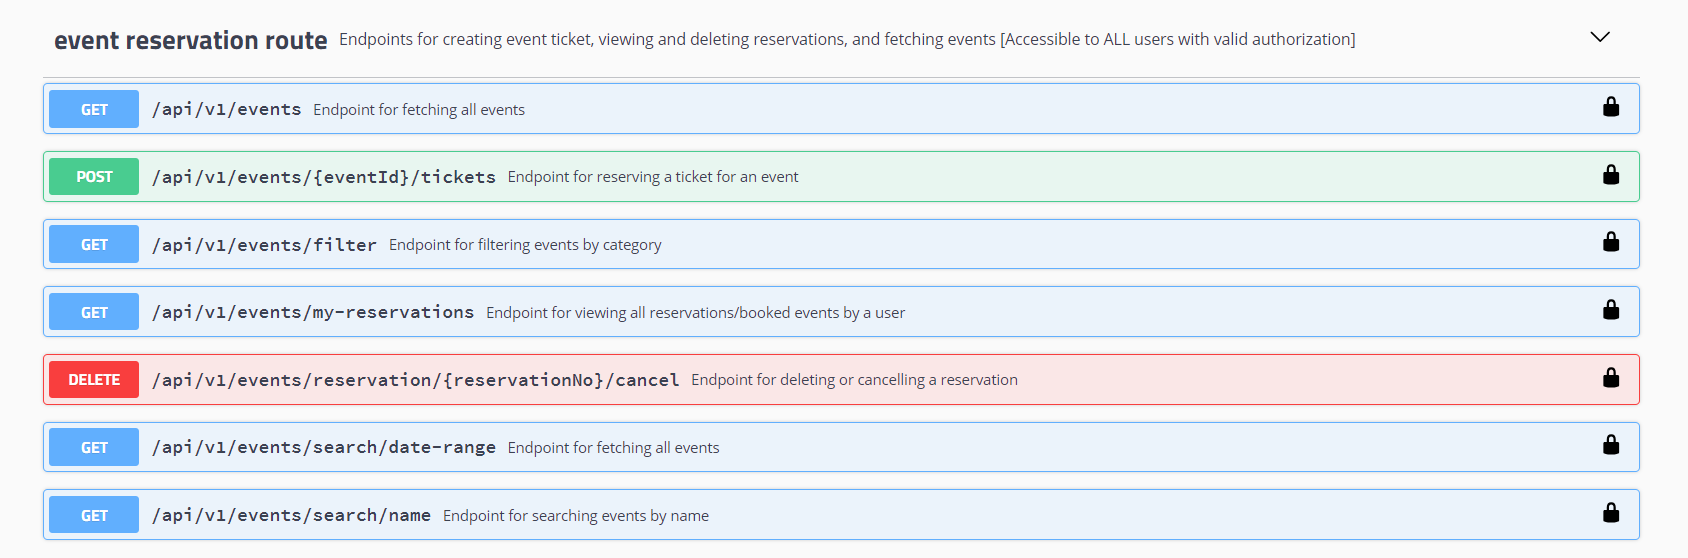 event reservation route Endpoints for creating event ticket, viewing and deleting reservations, and fetching events [Accessible to ALL users with valid authorization]
GET /api/v1/events Endpoint for fetching all events
POST /api/v1/events/{eventId}/tickets Endpoint for reserving a ticket for an event
GET /api/v1/events/filter Endpoint for filtering events by category
GET /api/v1/events/my-reservations Endpoint for viewing all reservations/booked events by a user
DELETE /api/v1/events/reservation/{reservationNo}/cancel Endpoint for deleting or cancelling a reservation
GET /api/v1/events/search/date-range Endpoint for fetching all events
GET /api/v1/events/search/name Endpoint for searching events by name